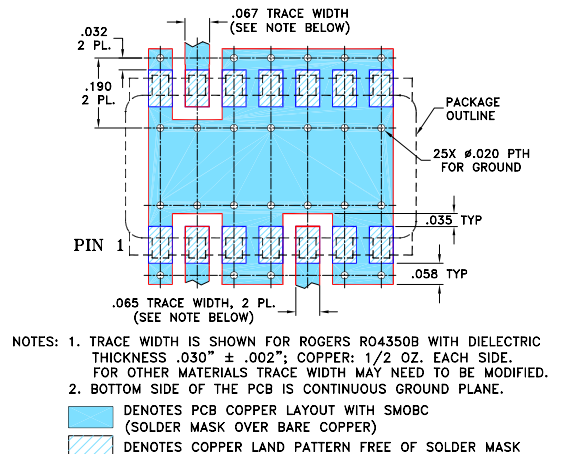 .067 TRACE WIDTH
(SEE NOTE BELOW)
.032
2 PL.
.190
2 PL.
PACKAGE
OUTLINE
25X ø.020 PTH
FOR GROUND
.035 TYP
PIN 1
.058 TYP
.065 TRACE WIDTH, 2 PL.
(SEE NOTE BELOW)
NOTES: 1. TRACE WIDTH IS SHOWN FOR ROGERS RO4350B WITH DIELECTRIC
THICKNESS .030” ± .002”; COPPER: 1/2 OZ. EACH SIDE.
FOR OTHER MATERIALS TRACE WIDTH MAY NEED TO BE MODIFIED.
2. BOTTOM SIDE OF THE PCB IS CONTINUOUS GROUND PLANE.
DENOTES PCB COPPER LAYOUT WITH SMOBC
(SOLDER MASK OVER BARE COPPER)
DENOTES COPPER LAND PATTERN FREE OF SOLDER MASK